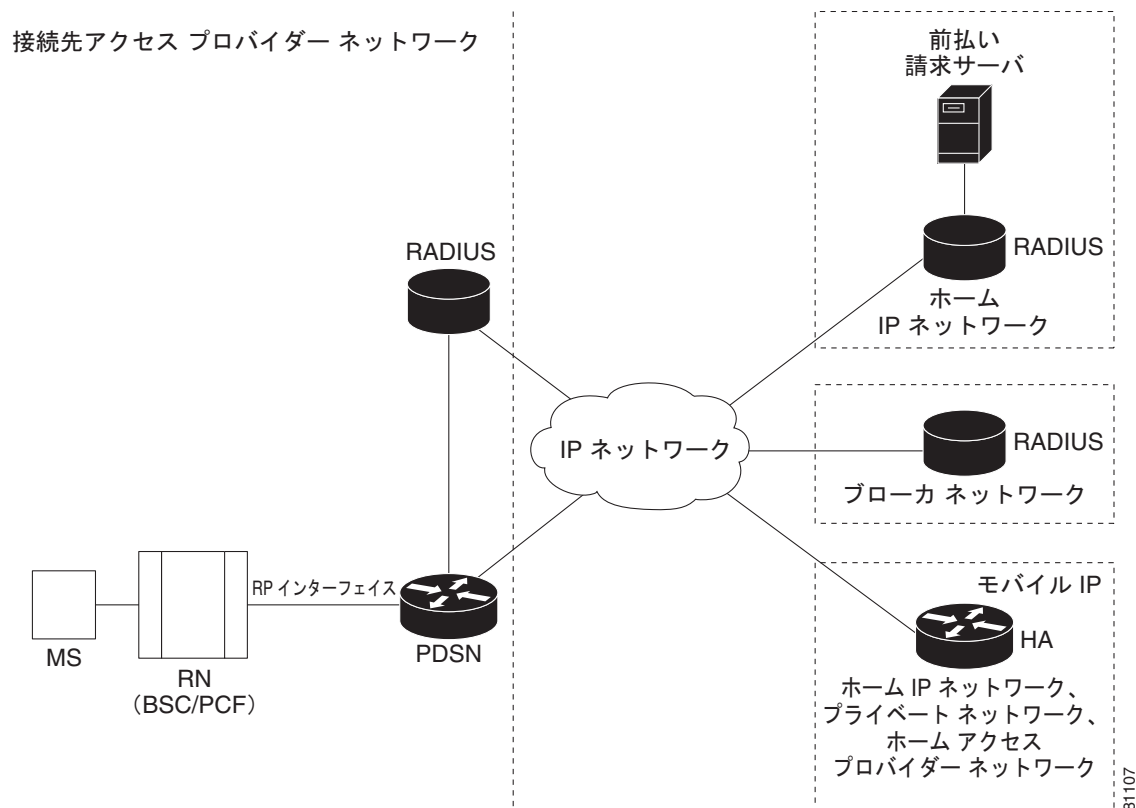 接続先アクセス プロバイダー ネットワーク
前払い
請求サーバ
RADIUS
RADIUS
ホーム
IP ネットワーク
IP ネットワーク
RADIUS
ブローカ ネットワーク
RP インターフェイス
モバイル IP
HA
MS
RN
（BSC/PCF）
PDSN
ホーム IP ネットワーク、
プライベート ネットワーク、
ホーム アクセス
プロバイダー ネットワーク